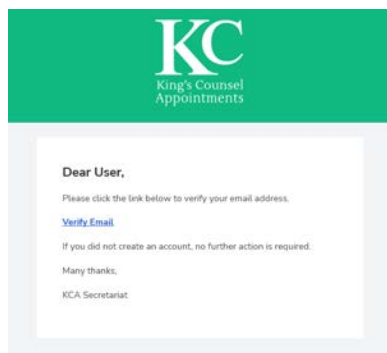 KC
King's Counsel
Appointments
Dear User,
Please click the link below to verify your email address.
Verify Email
If you did not create an account, no further action is required.
Many thanks,
KCA Secretariat